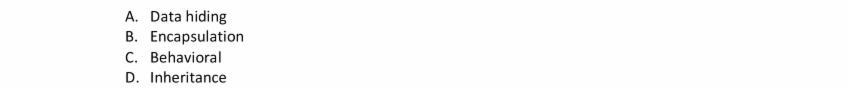 A. Data hiding
B. Encapsulation
C. Behavioral
D. Inheritance